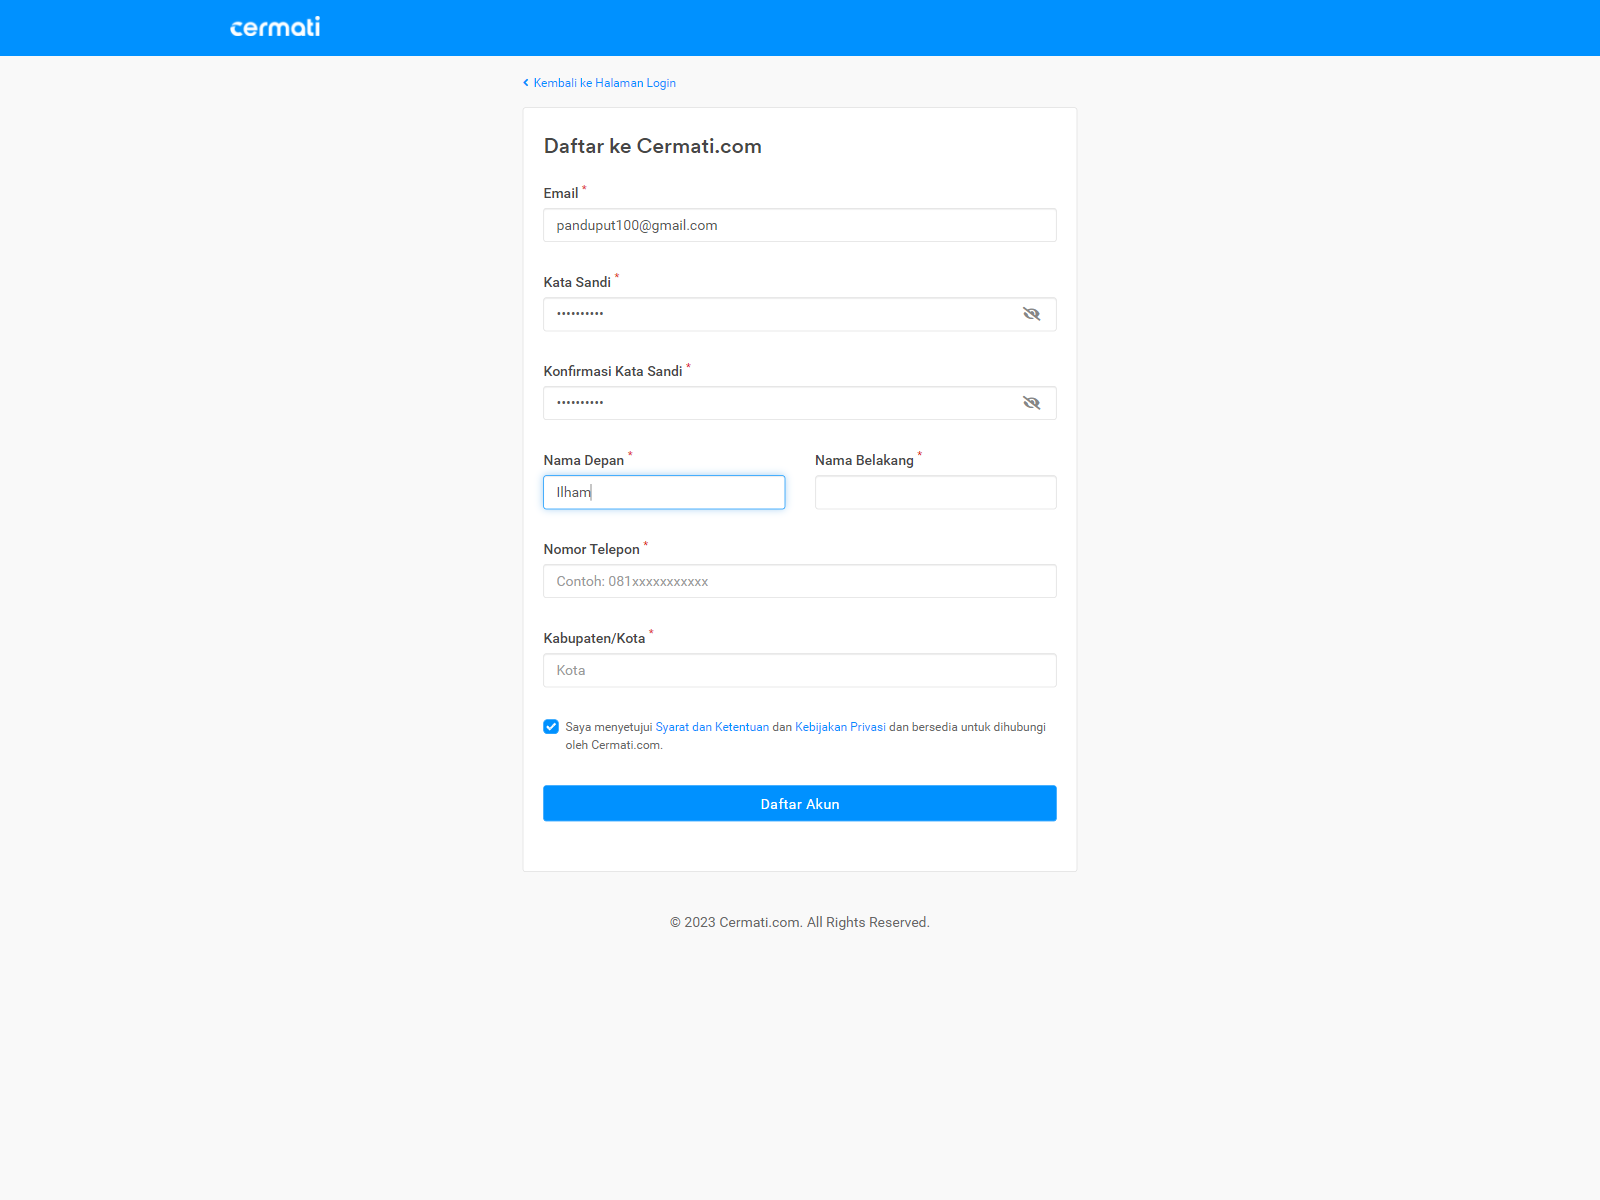 cermati
Kembali ke Halaman Login
Daftar ke Cermati.com
Email *
panduput100@gmail.com
Kata Sandi *
••••••••••
Konfirmasi Kata Sandi *
••••••••••
Nama Depan *
Nama Belakang *
Ilham
Nomor Telepon *
Contoh: 081xxxxxxxxxxx
Kabupaten/Kota *
Kota
Saya menyetujui Syarat dan Ketentuan dan Kebijakan Privasi dan bersedia untuk dihubungi
oleh Cermati.com.
Daftar Akun
© 2023 Cermati.com. All Rights Reserved.